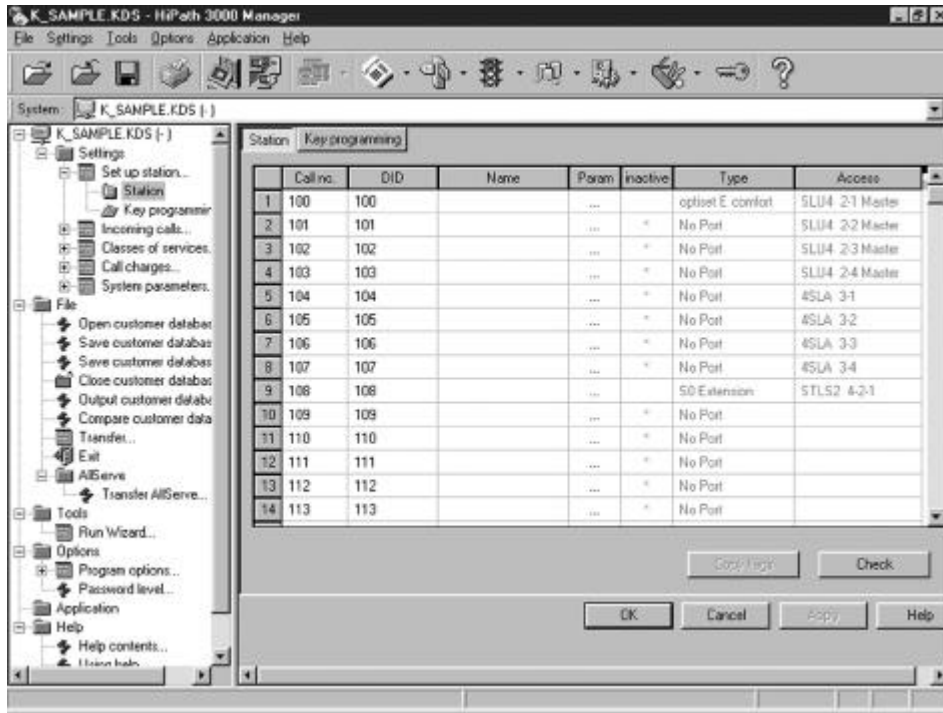 K_SAMPLE.KDS - HiPath 3000 Manager
File Settings Tools Options Application Help
System: K_SAMPLE.KDS (-)
K_SAMPLE.KDS (-)
Settings
Set up station...
Station
Key programmin
Incoming calls...
Classes of services.
Call charges...
System parameters.
File
Open customer databas
Save customer databas
Save customer databas
Close customer databas
Output customer databa
Compare customer data
Transfer...
Exit
AllServe
Transfer AllServe...
Tools
Run Wizard...
Options
Program options...
Password level...
Application
Help
Help contents...
Using help
Station Key programming
Call no. DID Name Param inactive Type Access
1 100 100 ... optiset E comfort SLU4 2-1 Master
2 101 101 ... * No Port SLU4 2-2 Master
3 102 102 ... * No Port SLU4 2-3 Master
4 103 103 ... * No Port SLU4 2-4 Master
5 104 104 ... * No Port 4SLA 3-1
6 105 105 ... * No Port 4SLA 3-2
7 106 106 ... * No Port 4SLA 3-3
8 107 107 ... * No Port 4SLA 3-4
9 108 108 ... S0 Extension STLS2 4-2-1
10 109 109 ... * No Port
11 110 110 ... * No Port
12 111 111 ... * No Port
13 112 112 ... * No Port
14 113 113 ... * No Port
Check
OK Cancel Apply Help